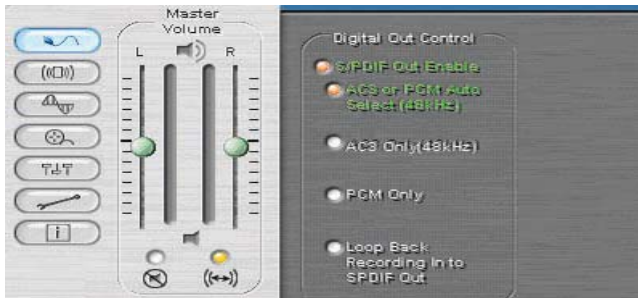 Master
Volume
L
R
Digital Out Control
S/PDIF Out Enable
AC3 or PCM Auto
Select (48kHz)
AC3 Only(48kHz)
PCM Only
Loop Back
Recording In to
SPDIF Out